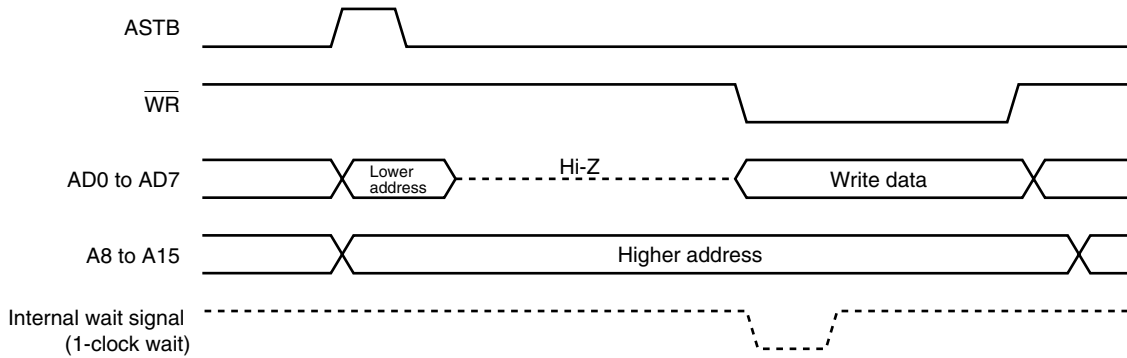 ASTB
WR
AD0 to AD7
Lower
address
Hi-Z
Write data
A8 to A15
Higher address
Internal wait signal
(1-clock wait)